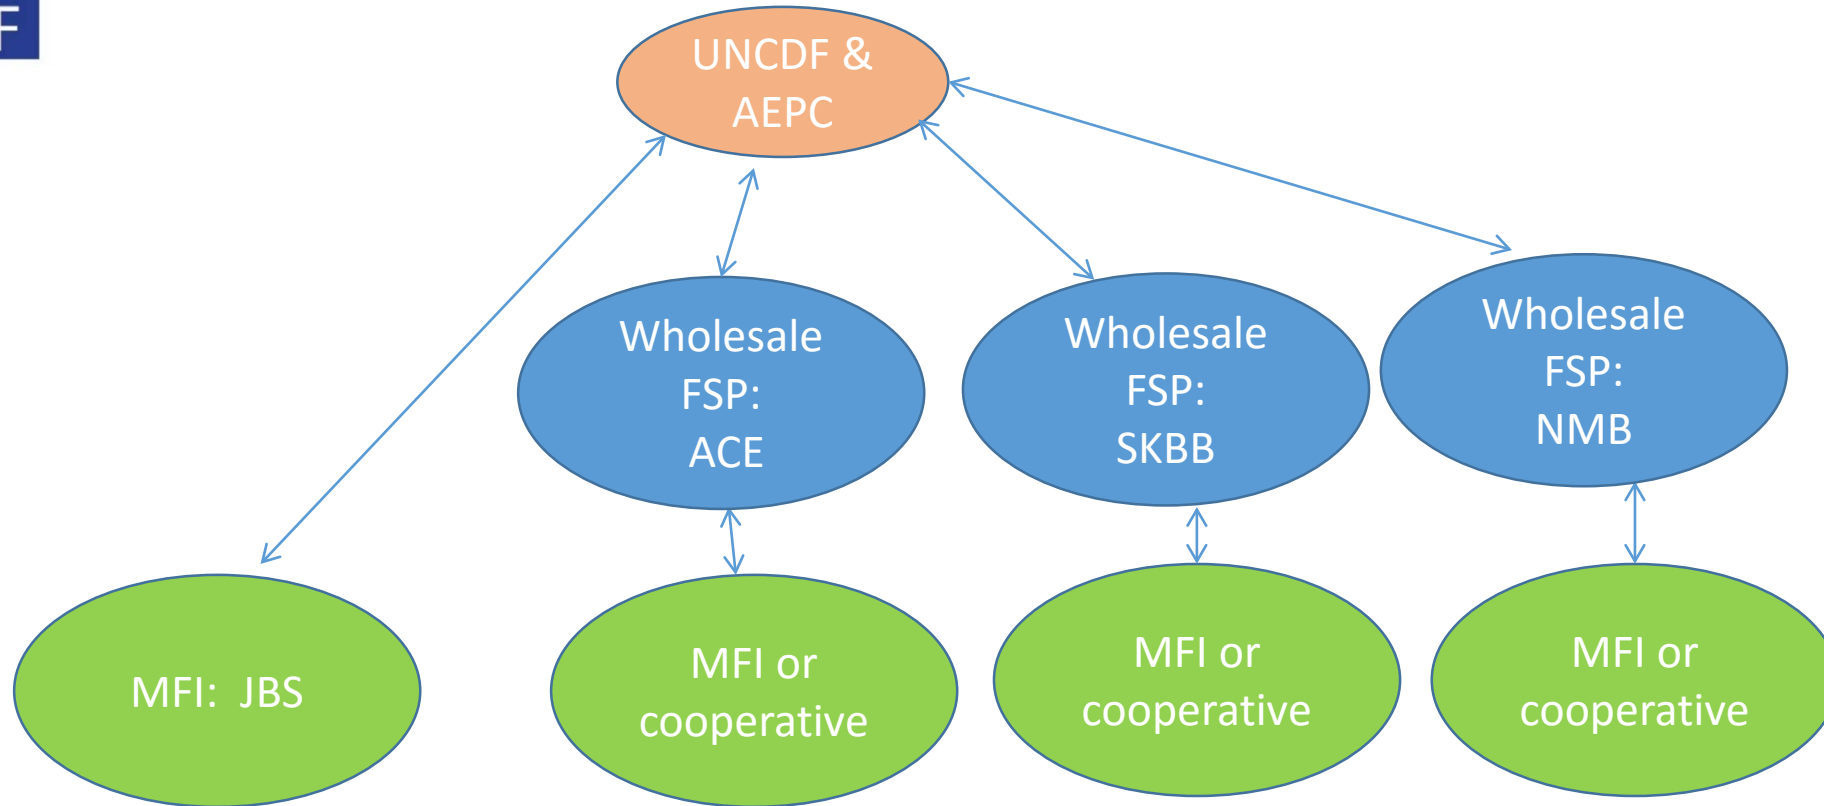 F
UNCDF &
AEPC
Wholesale
FSP:
ACE
Wholesale
FSP:
SKBB
Wholesale
FSP:
NMB
MFI:  JBS
MFI or
cooperative
MFI or
cooperative
MFI or
cooperative